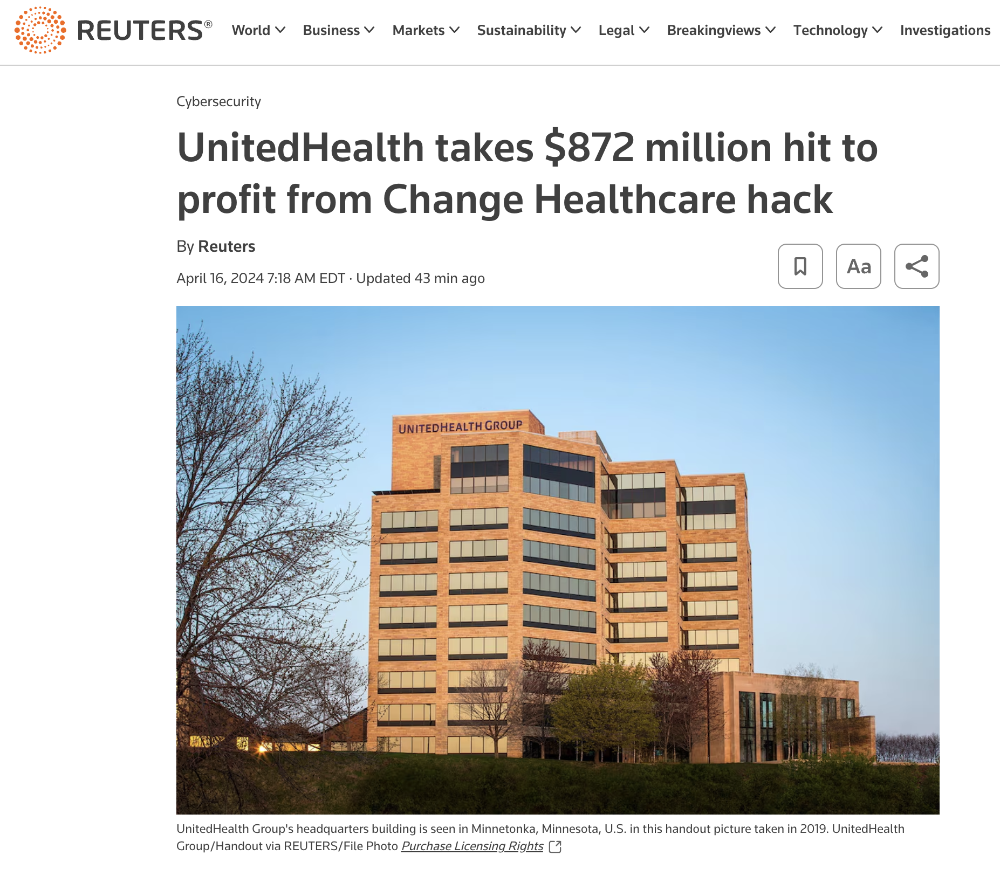 REUTERS®
World Business Markets Sustainability Legal Breakingviews Technology Investigations
Cybersecurity
UnitedHealth takes $872 million hit to
profit from Change Healthcare hack
By Reuters
April 16, 2024 7:18 AM EDT · Updated 43 min ago
Aa
UNITEDHEALTH GROUP
UnitedHealth Group's headquarters building is seen in Minnetonka, Minnesota, U.S. in this handout picture taken in 2019. UnitedHealth
Group/Handout via REUTERS/File Photo Purchase Licensing Rights